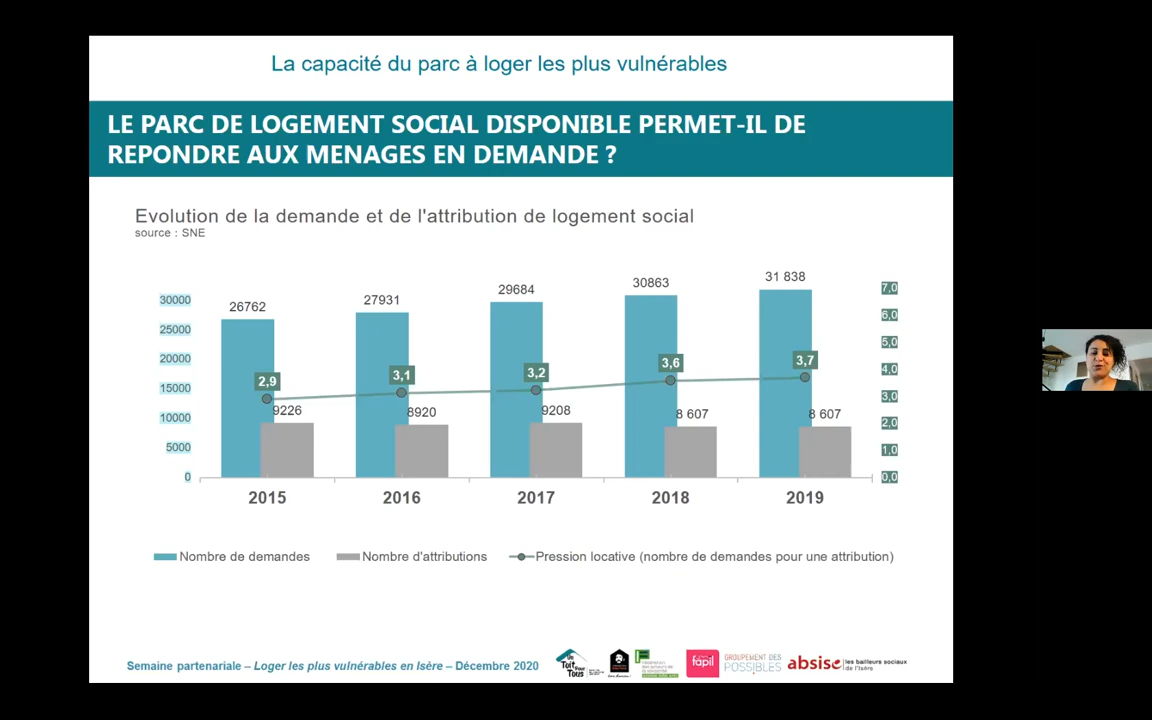 La capacité du parc à loger les plus vulnérables
LE PARC DE LOGEMENT SOCIAL DISPONIBLE PERMET-IL DE
REPONDRE AUX MENAGES EN DEMANDE ?
Evolution de la demande et de l'attribution de logement social
source : SNE
30000
25000
20000
15000
10000
5000
0
26762
27931
29684
30863
31 838
2,9
3,1
3,2
3,6
3,7
9226
8920
9208
8 607
8 607
7,0
6,0
5,0
4,0
3,0
2,0
1,0
0,0
2015
2016
2017
2018
2019
Nombre de demandes
Nombre d'attributions
Pression locative (nombre de demandes pour une attribution)
Semaine partenariale – Loger les plus vulnérables en Isère – Décembre 2020
Un Toit Pour Tous
fapil
GROUPEMENT DES
POSSIBLES
absise
les bailleurs sociaux
de l'Isère